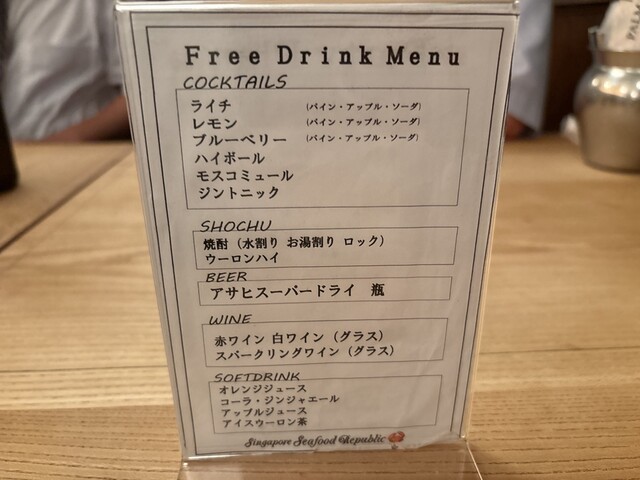 Free Drink Menu
COCKTAILS
ライチ (パイン・アップル・ソーダ)
レモン (パイン・アップル・ソーダ)
ブルーベリー (パイン・アップル・ソーダ)
ハイボール
モスコミュール
ジントニック
SHOCHU
焼酎（水割り お湯割り ロック）
ウーロンハイ
BEER
アサヒスーパードライ 瓶
WINE
赤ワイン 白ワイン（グラス）
スパークリングワイン（グラス）
SOFTDRINK
オレンジジュース
コーラ・ジンジャエール
アップルジュース
アイスウーロン茶
Singapore Seafood Republic